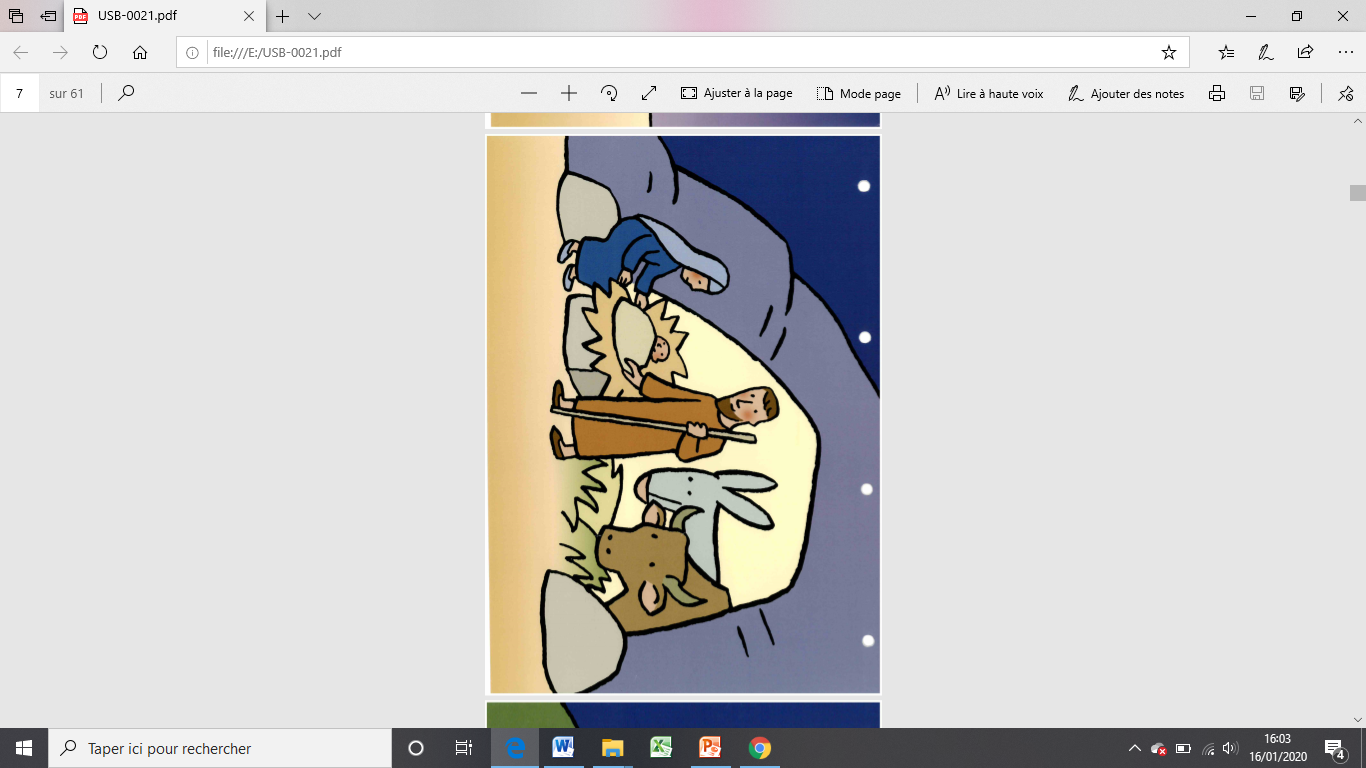 USB-0021.pdf
file:///E:/USB-0021.pdf
7 sur 61 Ajuster à la page Mode page Lire à haute voix Ajouter des notes
Taper ici pour rechercher
16:03
16/01/2020
4